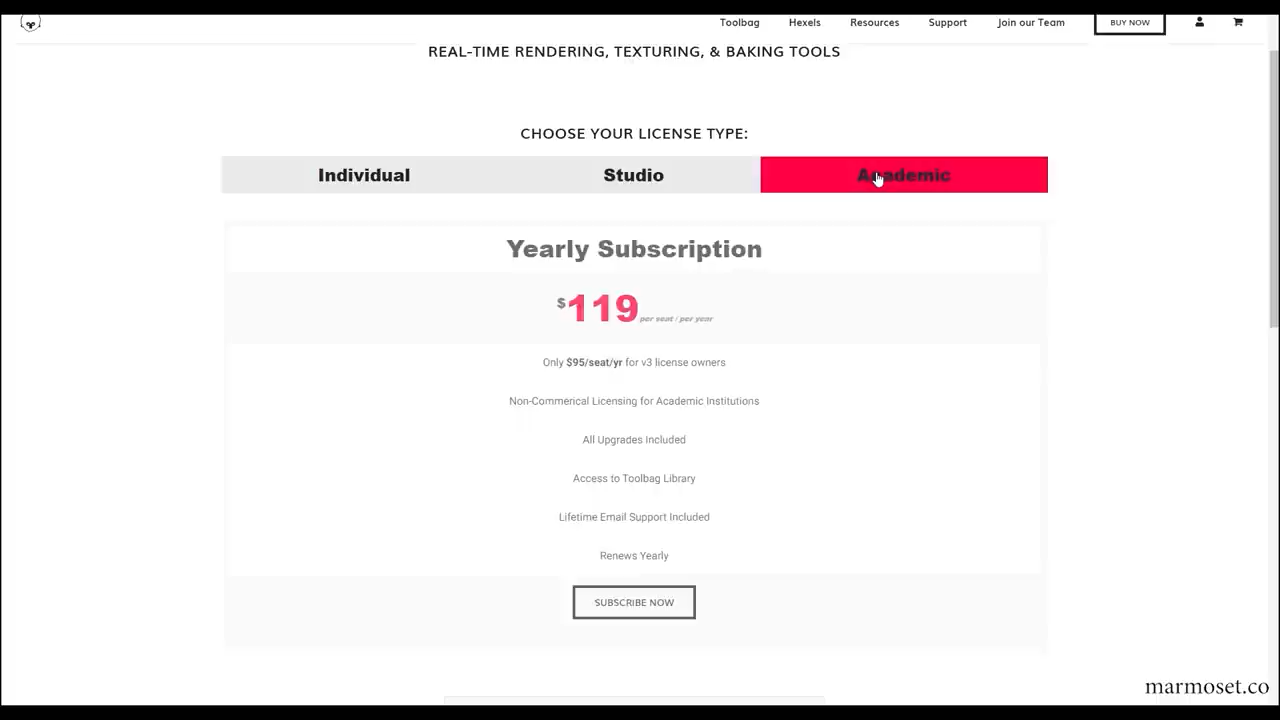 Toolbag Hexels Resources Support Join our Team BUY NOW
REAL-TIME RENDERING, TEXTURING, & BAKING TOOLS
CHOOSE YOUR LICENSE TYPE:
Individual Studio Academic
Yearly Subscription
$119 per seat / per year
Only $95/seat/yr for v3 license owners
Non-Commerical Licensing for Academic Institutions
All Upgrades Included
Access to Toolbag Library
Lifetime Email Support Included
Renews Yearly
SUBSCRIBE NOW
marmoset.co